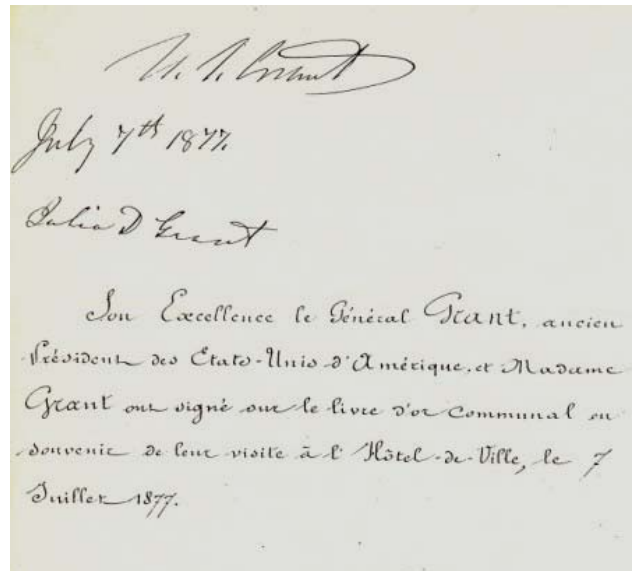 U. S. Grant
July 7th 1877.
Julia D Grant
Son Excellence le Général Grant, ancien
Président des États-Unis d'Amérique, et Madame
Grant ont signé sur le livre d'or Communal en
souvenir de leur visite à l'Hôtel-de-Ville, le 7
Juillet 1877.